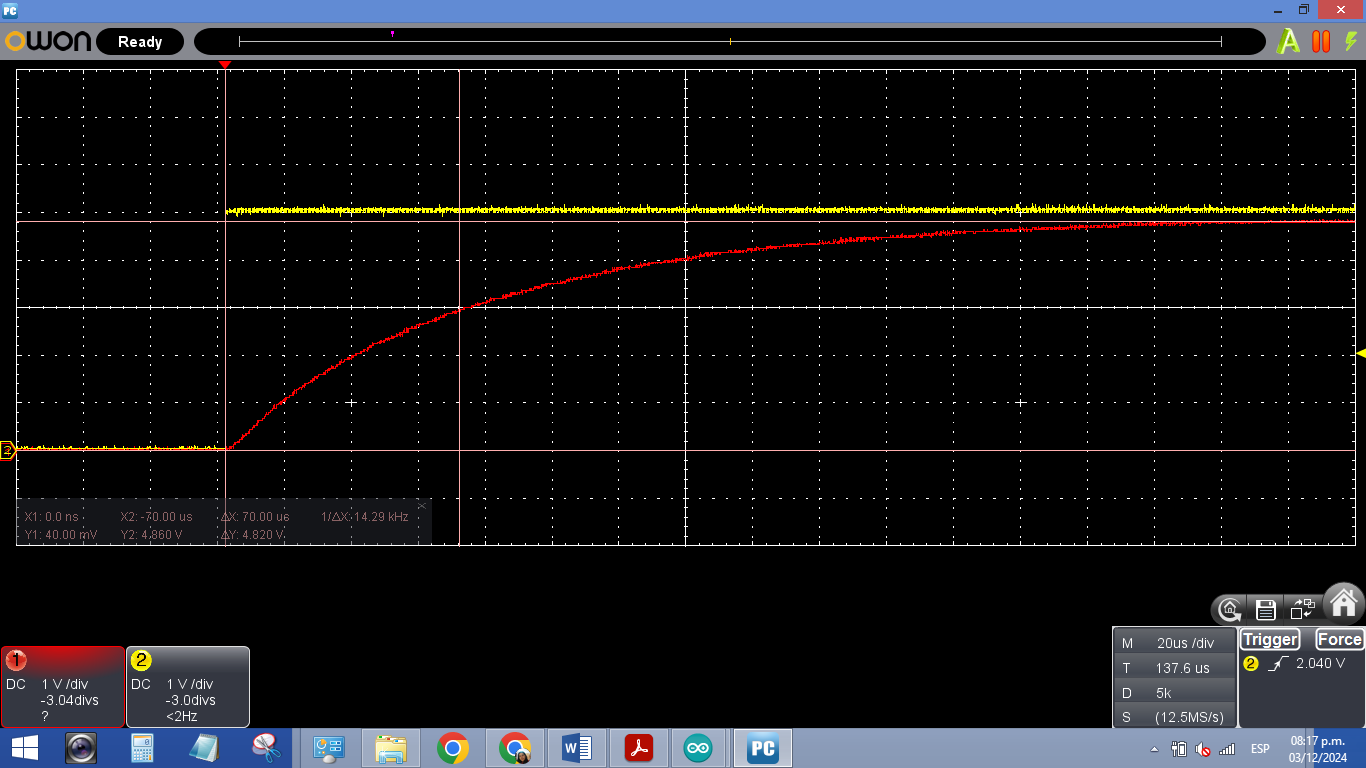 PC
owon
Ready
A
2
X1: 0.0 ns X2: -70.00 us ΔX: 70.00 us 1/ΔX: 14.29 kHz
Y1: 40.00 mV Y2: 4.860 V ΔY: 4.820 V
1
DC 1 V /div
-3.04divs
?
2
DC 1 V /div
-3.0divs
<2Hz
M 20us /div
T 137.6 us
D 5k
S (12.5MS/s)
Trigger Force
2 2.040 V
W
PC
ESP
08:17 p.m.
03/12/2024